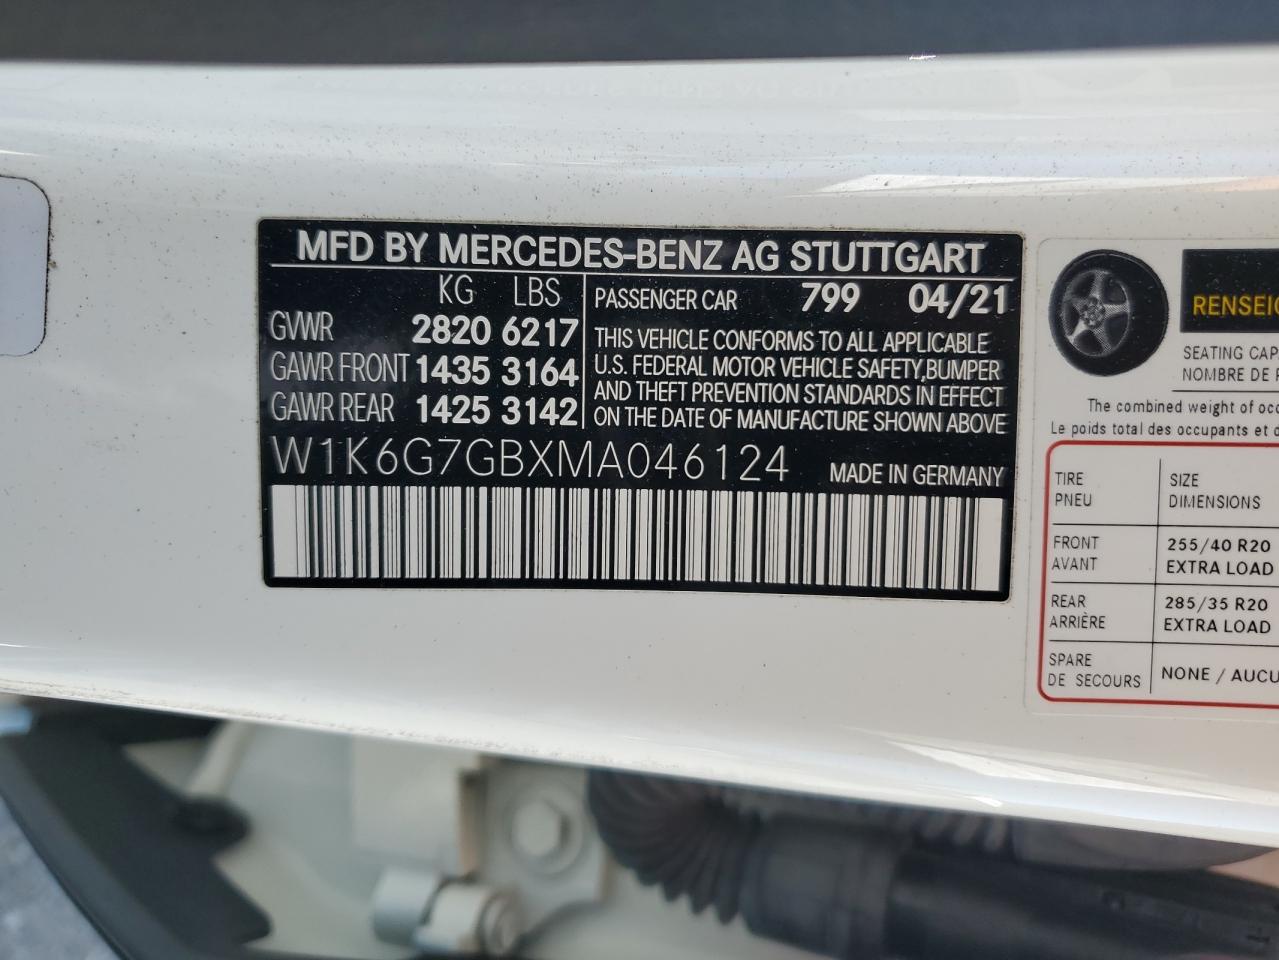 MFD BY MERCEDES-BENZ AG STUTTGART
KG LBS
GVWR 2820 6217
GAWR FRONT 1435 3164
GAWR REAR 1425 3142
PASSENGER CAR 799 04/21
THIS VEHICLE CONFORMS TO ALL APPLICABLE
U.S. FEDERAL MOTOR VEHICLE SAFETY,BUMPER
AND THEFT PREVENTION STANDARDS IN EFFECT
ON THE DATE OF MANUFACTURE SHOWN ABOVE
W1K6G7GBXMA046124 MADE IN GERMANY
RENSEIG
SEATING CAP
NOMBRE DE
The combined weight of occ
Le poids total des occupants et d
TIRE SIZE
PNEU DIMENSIONS
FRONT 255/40 R20
AVANT EXTRA LOAD
REAR 285/35 R20
ARRIÈRE EXTRA LOAD
SPARE
DE SECOURS NONE / AUCU